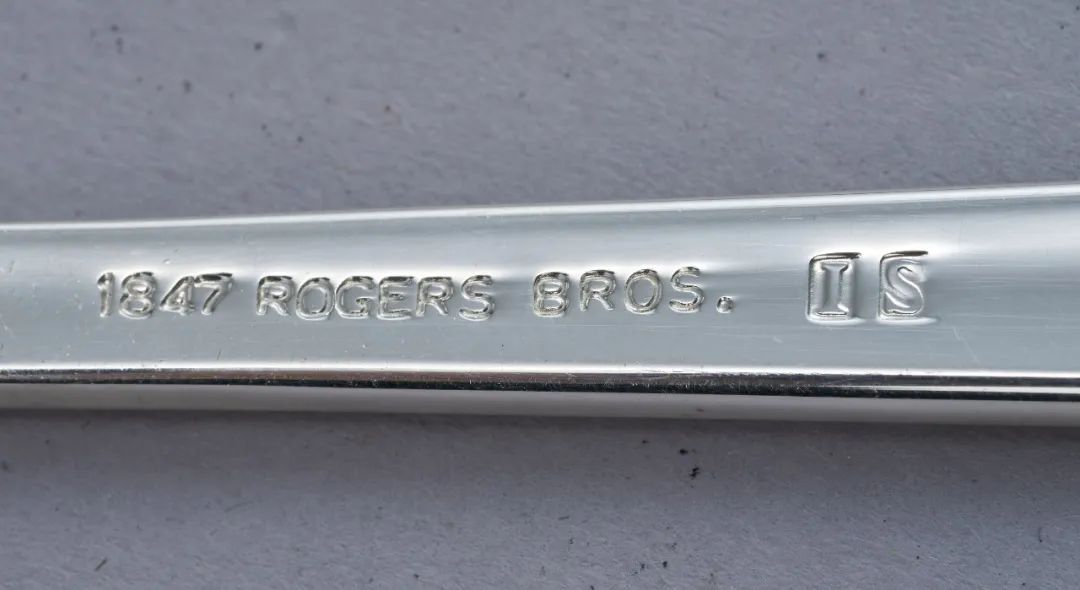 1847 ROGERS BROS. IS